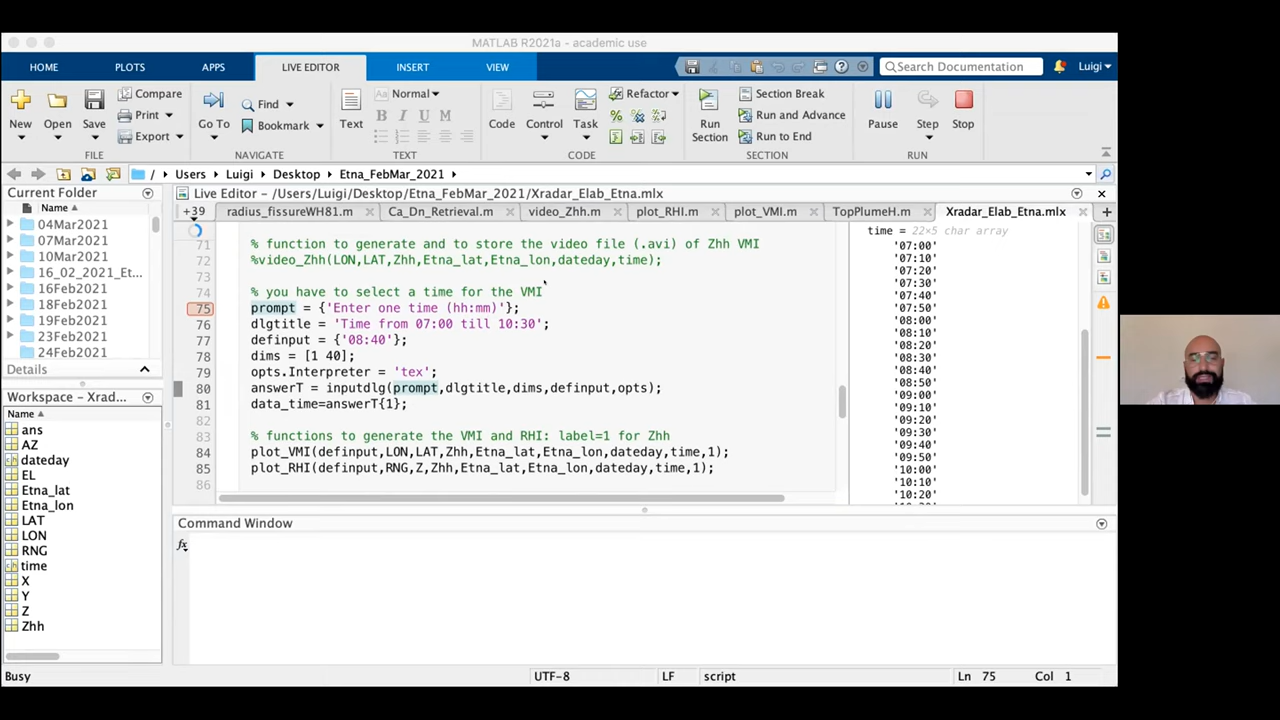 MATLAB R2021a - academic use
HOME PLOTS APPS LIVE EDITOR INSERT VIEW Search Documentation Luigi
New Open Save Compare Print Export
Go To Find Bookmark
Text Aa Normal B I U M
Code Control Task Refactor
Run Section Section Break Run and Advance Run to End
Pause Step Stop
FILE NAVIGATE TEXT CODE SECTION RUN
/ Users Luigi Desktop Etna_FebMar_2021
Current Folder
Name
04Mar2021
07Mar2021
10Mar2021
16_02_2021_Et...
16Feb2021
18Feb2021
19Feb2021
23Feb2021
24Feb2021
Details
Workspace - Xrad...
Name
ans
AZ
dateday
EL
Etna_lat
Etna_lon
LAT
LON
RNG
time
X
Y
Z
Zhh
Live Editor - /Users/Luigi/Desktop/Etna_FebMar_2021/Xradar_Elab_Etna.mlx
+39 radius_fissureWH81.m Ca_Dn_Retrieval.m video_Zhh.m plot_RHI.m plot_VMI.m TopPlumeH.m Xradar_Elab_Etna.mlx
71 % function to generate and to store the video file (.avi) of Zhh VMI
72 %video_Zhh(LON,LAT,Zhh,Etna_lat,Etna_lon,dateday,time);
73
74 % you have to select a time for the VMI
75 prompt = {'Enter one time (hh:mm)'};
76 dlgtitle = 'Time from 07:00 till 10:30';
77 definput = {'08:40'};
78 dims = [1 40];
79 opts.Interpreter = 'tex';
80 answerT = inputdlg(prompt,dlgtitle,dims,definput,opts);
81 data_time=answerT{1};
82
83 % functions to generate the VMI and RHI: label=1 for Zhh
84 plot_VMI(definput,LON,LAT,Zhh,Etna_lat,Etna_lon,dateday,time,1);
85 plot_RHI(definput,RNG,Z,Zhh,Etna_lat,Etna_lon,dateday,time,1);
86
time = 22×5 char array
'07:00'
'07:10'
'07:20'
'07:30'
'07:40'
'07:50'
'08:00'
'08:10'
'08:20'
'08:30'
'08:40'
'08:50'
'09:00'
'09:10'
'09:20'
'09:30'
'09:40'
'09:50'
'10:00'
'10:10'
'10:20'
Command Window
fx
Busy UTF-8 LF script Ln 75 Col 1